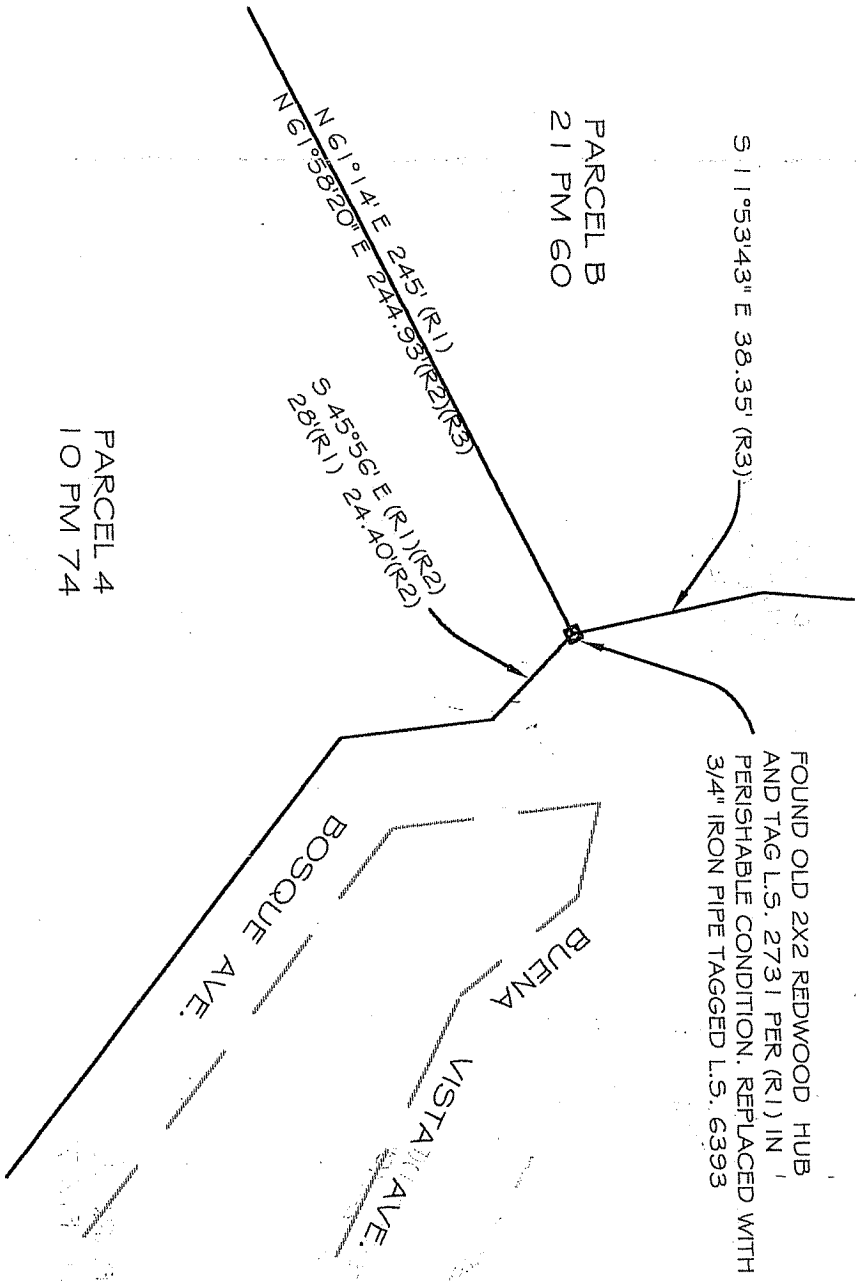 S 11°53'43" E 38.35' (R3)
FOUND OLD 2X2 REDWOOD HUB
AND TAG L.S. 2731 PER (R1) IN
PERISHABLE CONDITION. REPLACED WITH
3/4" IRON PIPE TAGGED L.S. 6393
PARCEL B
21 PM 60
N 61°14' E 245' (R1)
N 61°58'20" E 244.93'(R2)(R3)
S 45°56' E (R1)(R2)
28'(R1) 24.40'(R2)
PARCEL 4
10 PM 74
BOSQUE AVE.
BUENA VISTA AVE.